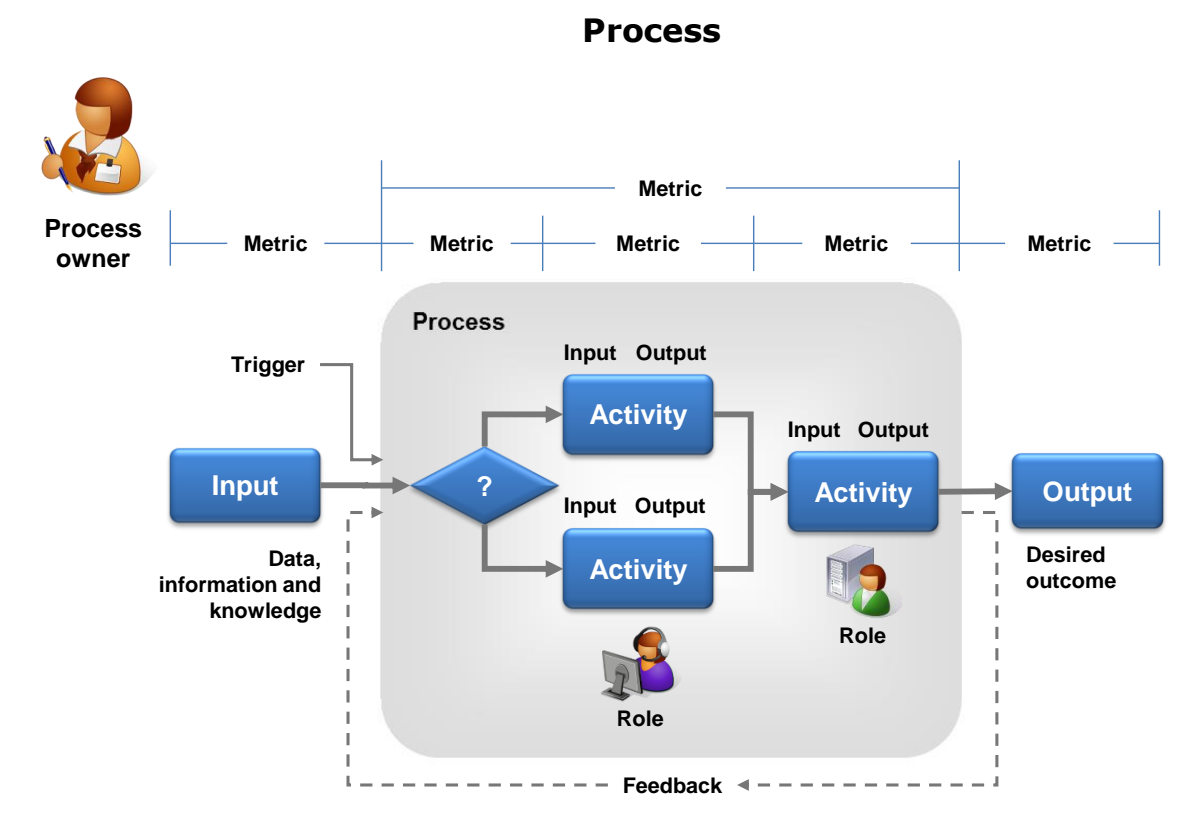 Process
Metric
Process
owner
Metric
Metric
Metric
Metric
Metric
Process
Trigger
Input Output
Activity
Input Output
Input
?
Input Output
Activity
Output
Activity
Data,
information and
knowledge
Desired
outcome
Role
Role
Feedback